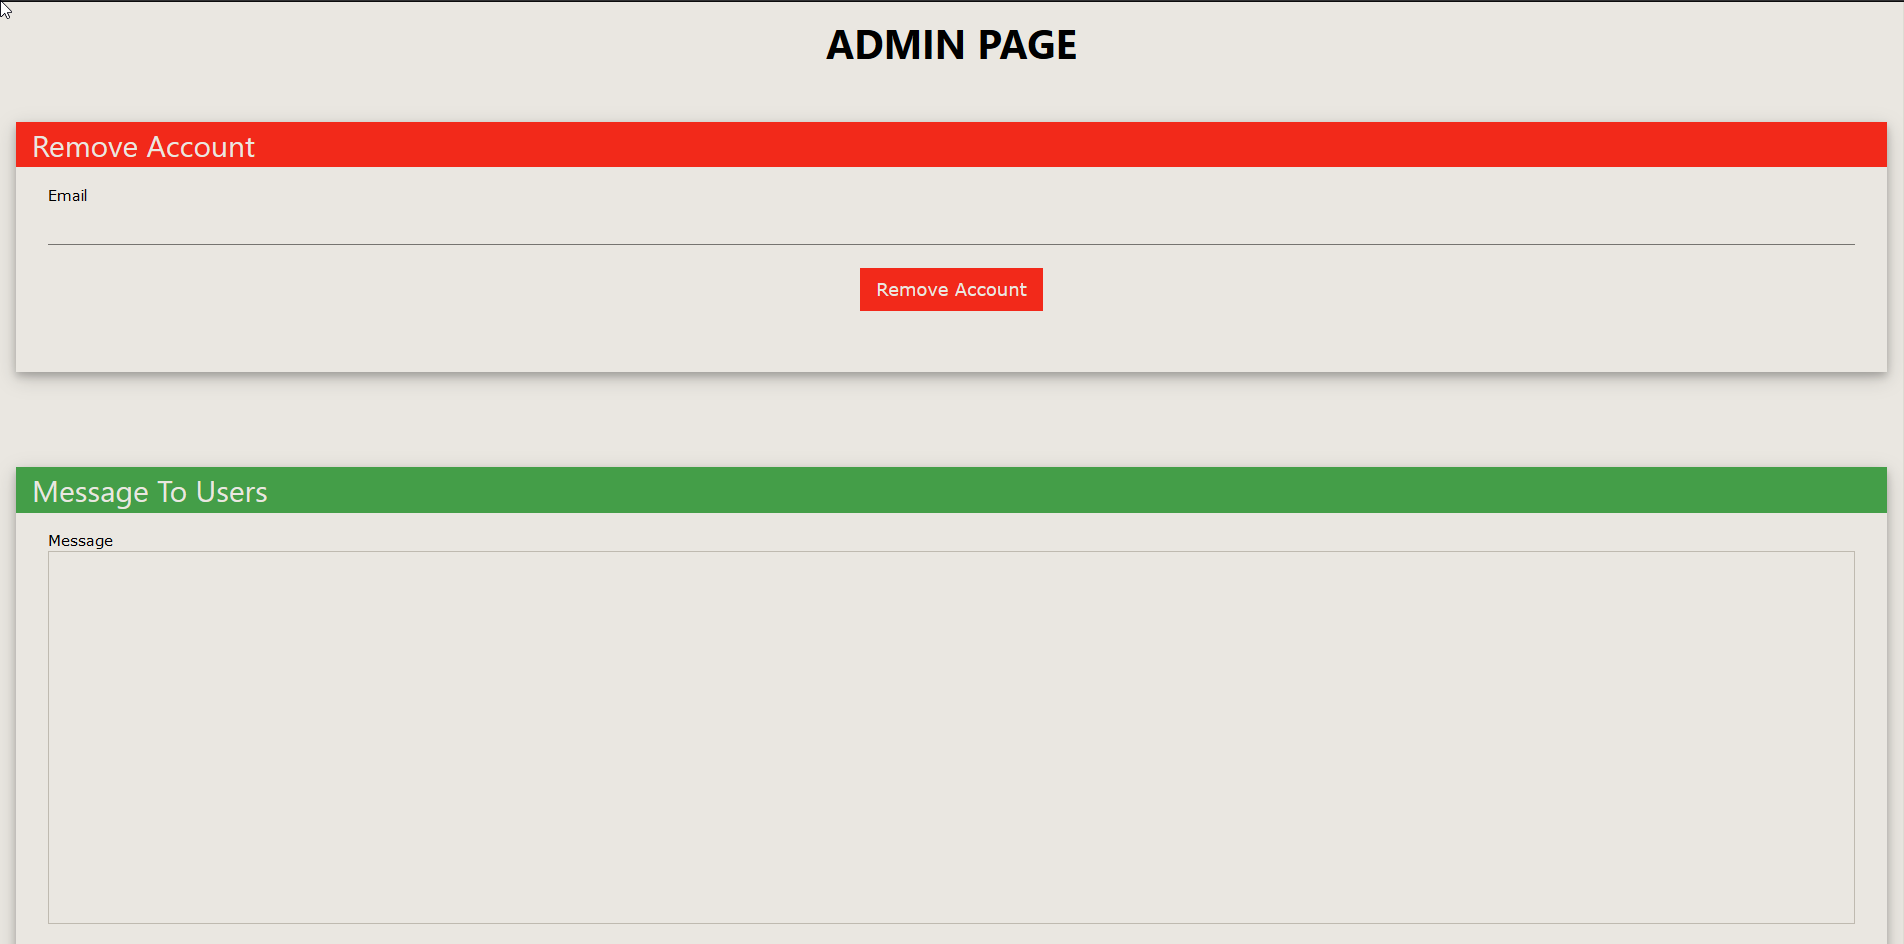 ADMIN PAGE
Remove Account
Email
Remove Account
Message To Users
Message